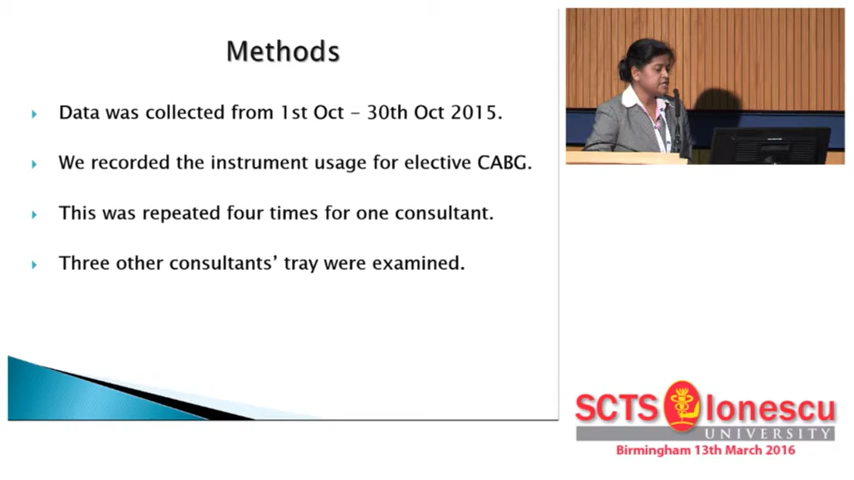 Methods
Data was collected from 1st Oct – 30th Oct 2015.
We recorded the instrument usage for elective CABG.
This was repeated four times for one consultant.
Three other consultants’ tray were examined.
SCTS Ionescu
UNIVERSITY
Birmingham 13th March 2016